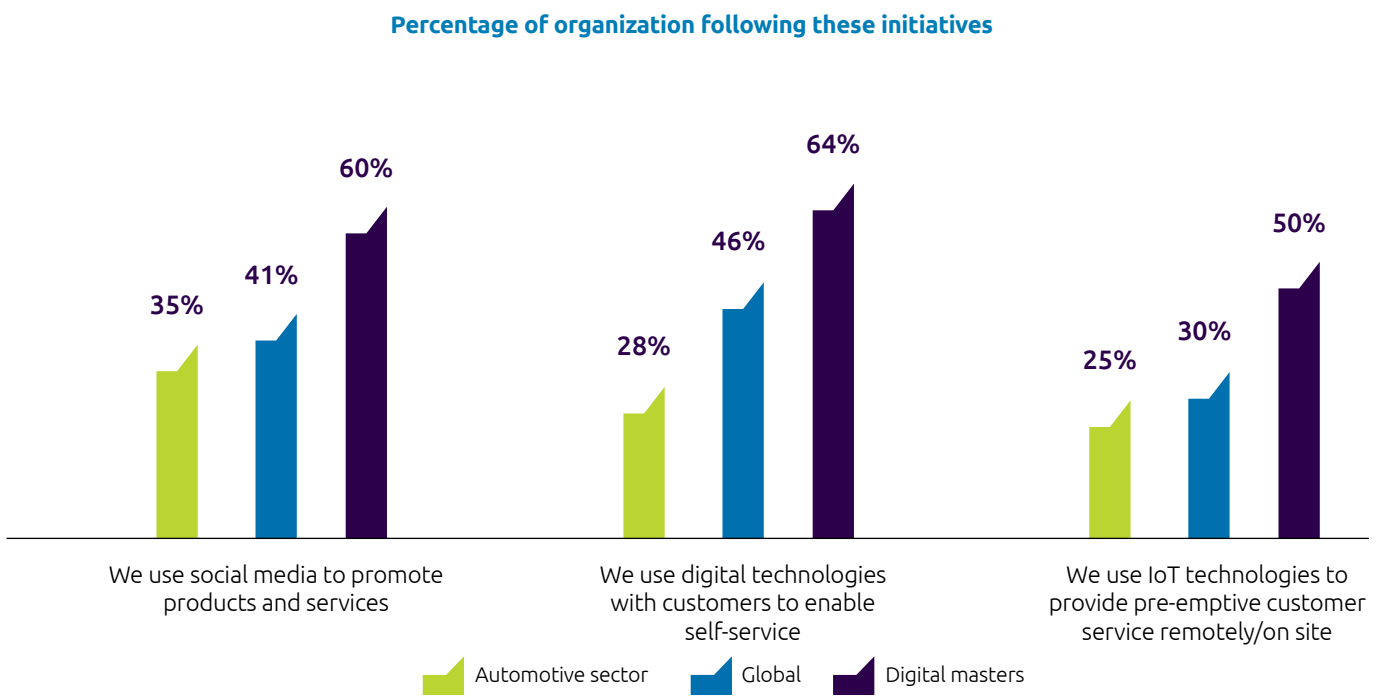 Percentage of organization following these initiatives
35%
41%
60%
28%
46%
64%
25%
30%
50%
We use social media to promote
products and services
We use digital technologies
with customers to enable
self-service
We use IoT technologies to
provide pre-emptive customer
service remotely/on site
Automotive sector
Global
Digital masters